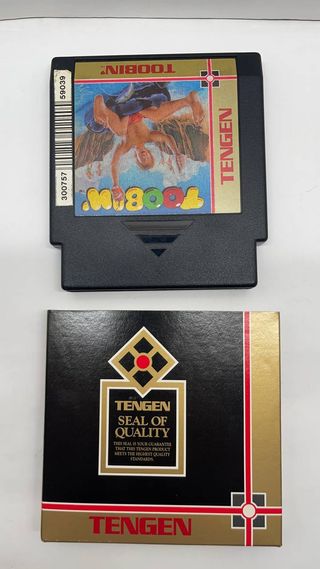 TOOBIN'.
TENGEN
59039
300757
TOOBIN'.
TENGEN
SEAL OF
QUALITY
THIS SEAL IS YOUR GUARANTEE
THAT THIS TENGEN PRODUCT
MEETS THE HIGHEST QUALITY
STANDARDS.
TENGEN